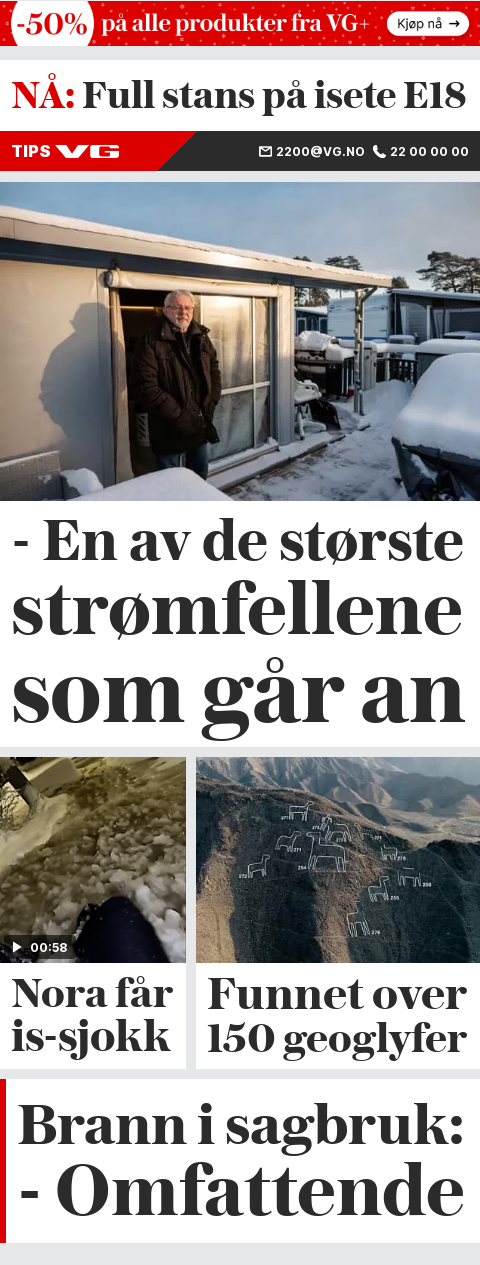 -50% på alle produkter fra VG+ Kjøp nå →
NÅ: Full stans på isete E18
TIPS VG 2200@VG.NO 22 00 00 00
- En av de største
strømfellene
som går an
00:58
Nora får
is-sjokk
Funnet over
150 geoglyfer
Brann i sagbruk:
- Omfattende